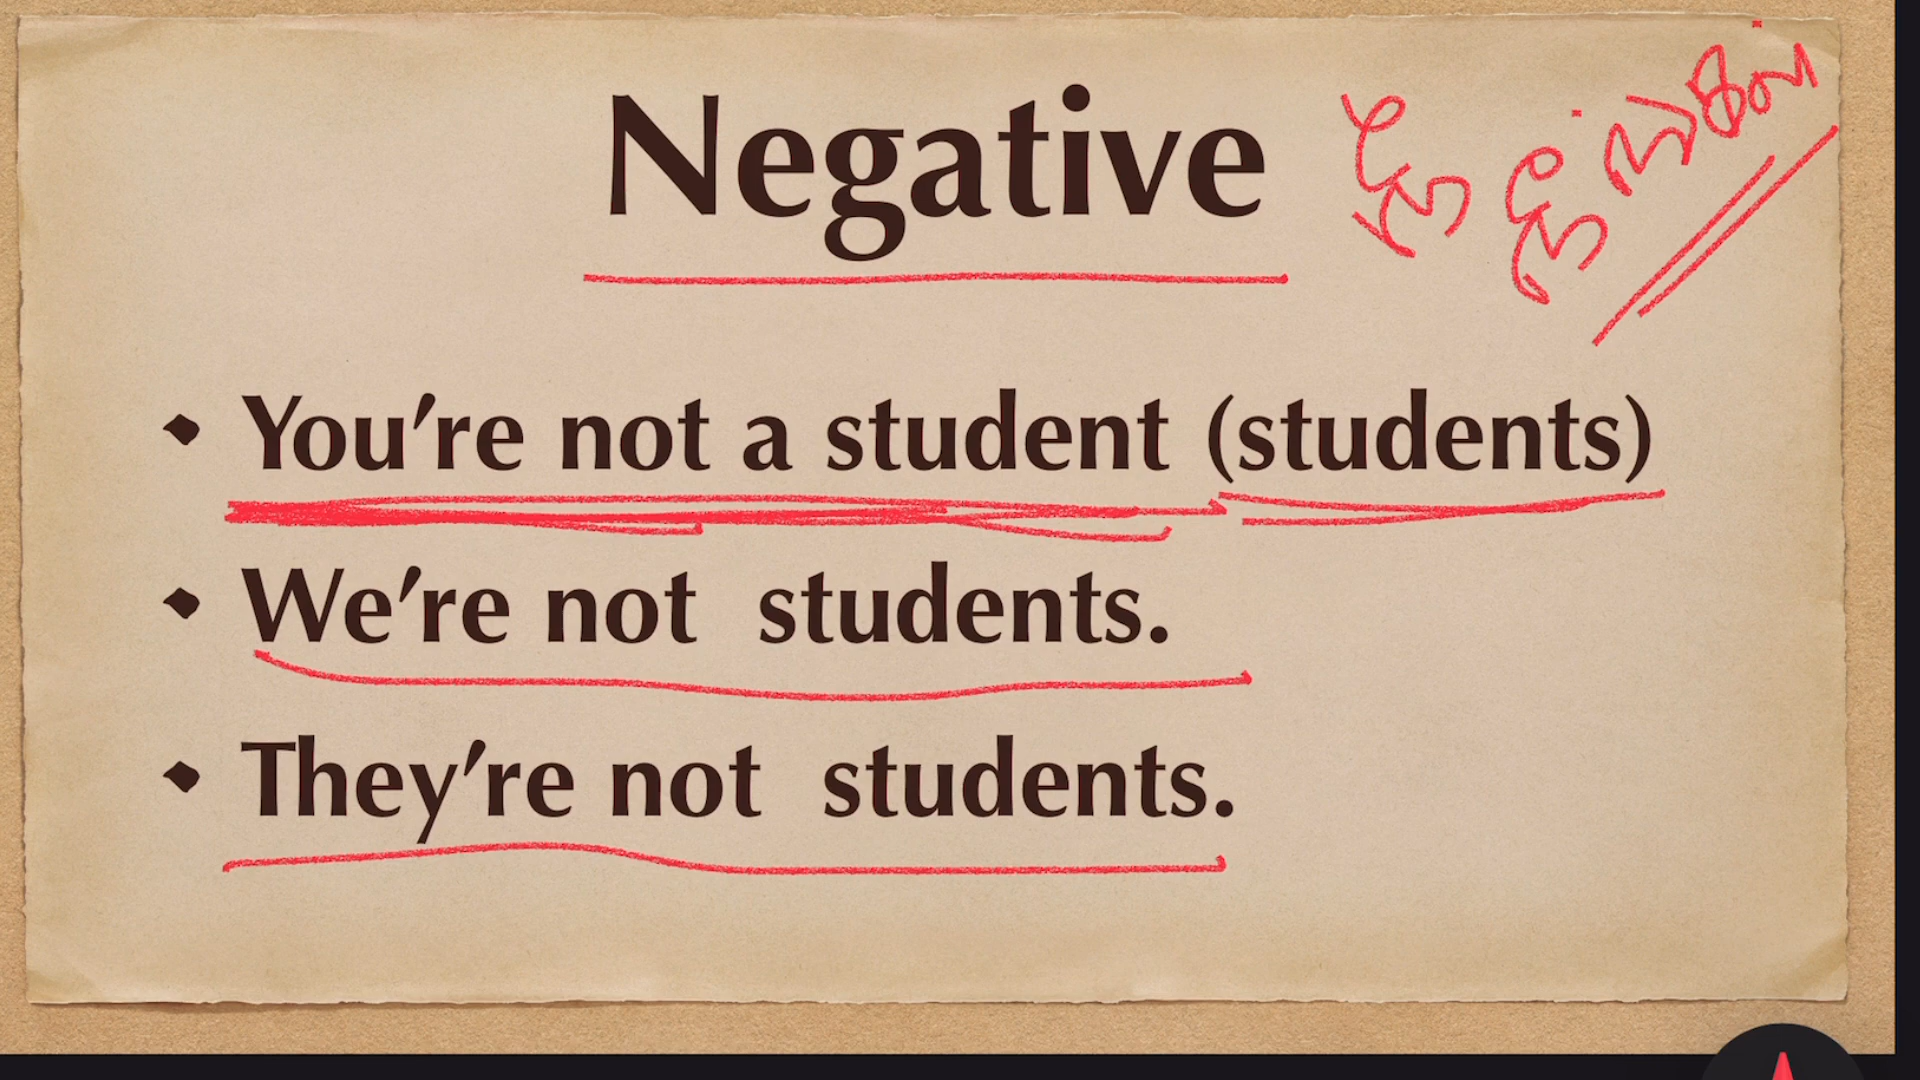 Negative
• You’re not a student (students)
• We’re not  students.
• They’re not  students.